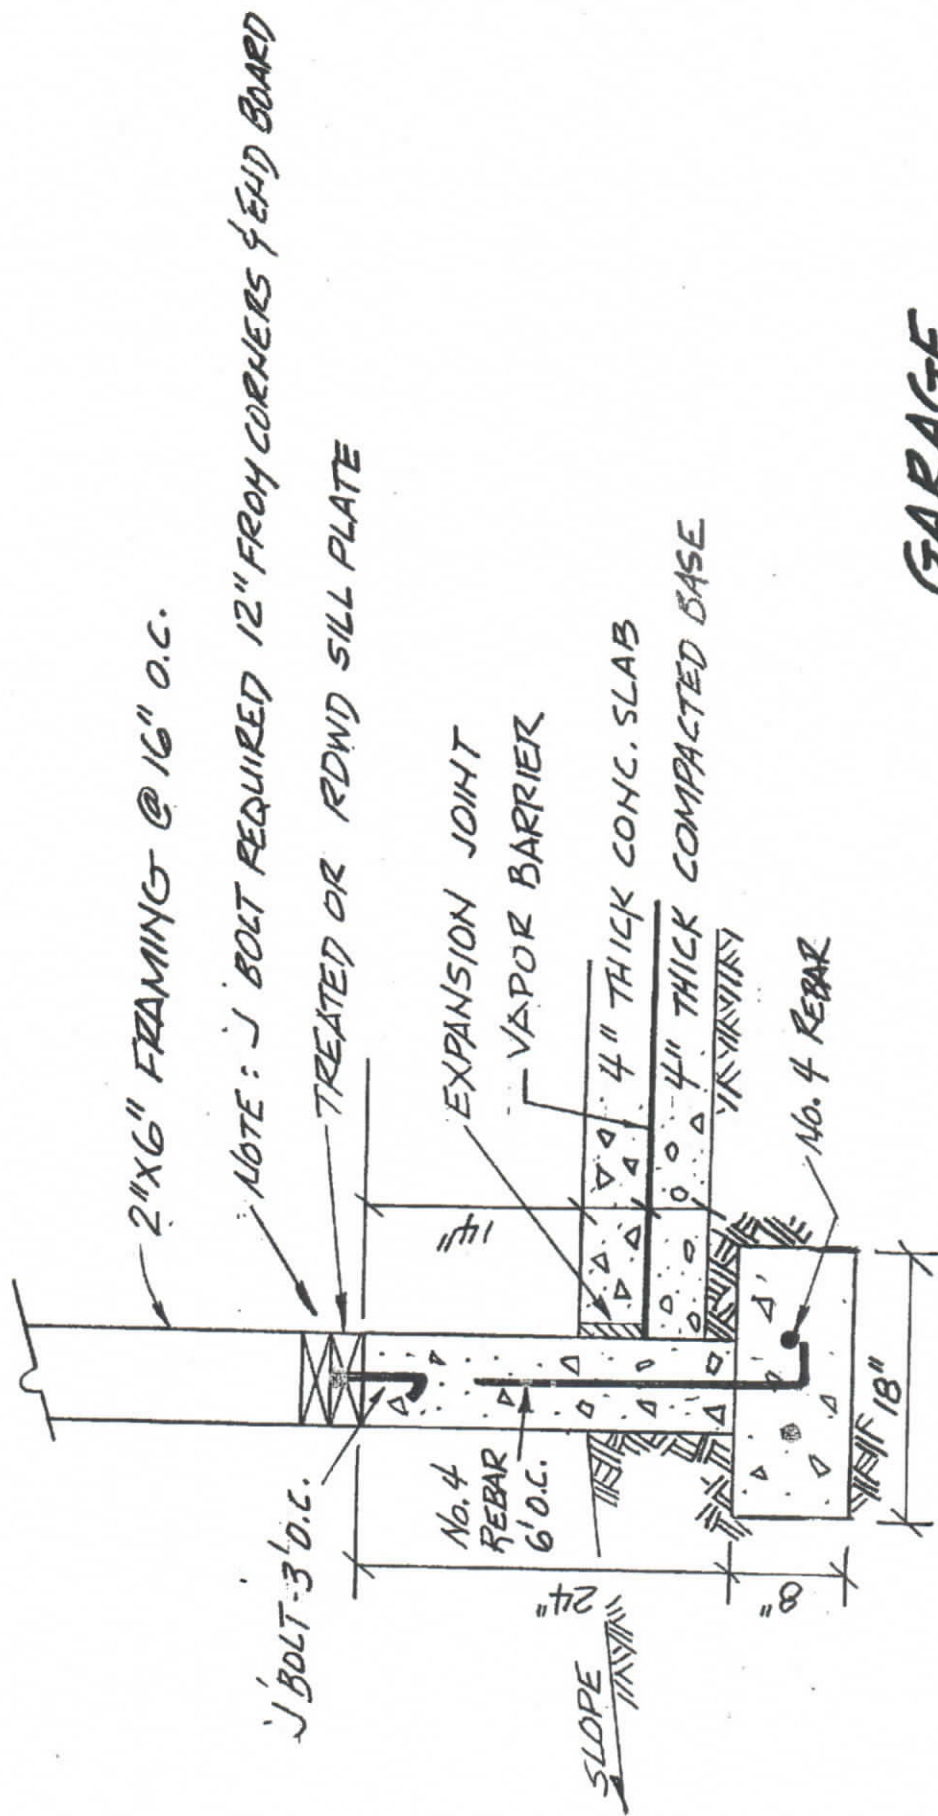 2"X6" FRAMING @ 16" O.C.
NOTE: 'J' BOLT REQUIRED 12" FROM CORNERS & END BOARD
TREATED OR RDWD SILL PLATE
'J' BOLT-3' O.C.
14"
EXPANSION JOINT
VAPOR BARRIER
No. 4
REBAR
6' O.C.
4" THICK CONC. SLAB
4" THICK COMPACTED BASE
24"
SLOPE
No. 4 REBAR
8"
18"
GARAGE